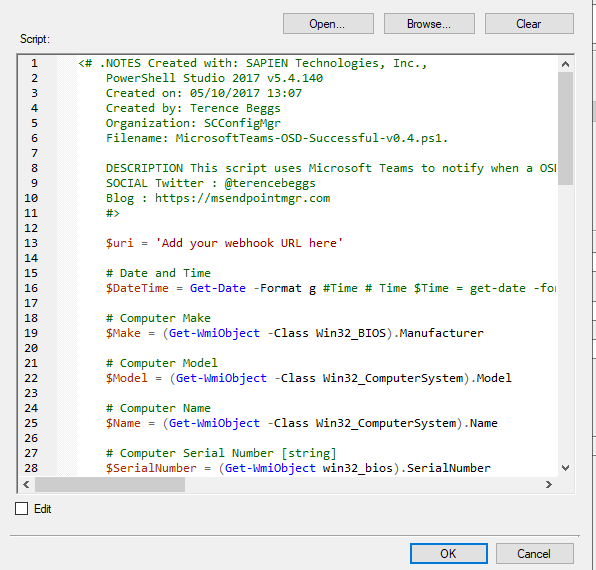 Open...
Browse...
Clear
Script:
1 <# .NOTES Created with: SAPIEN Technologies, Inc.,
2 PowerShell Studio 2017 v5.4.140
3 Created on: 05/10/2017 13:07
4 Created by: Terence Beggs
5 Organization: SCConfigMgr
6 Filename: MicrosoftTeams-OSD-Successful-v0.4.ps1.
7
8 DESCRIPTION This script uses Microsoft Teams to notify when a OSD
9 SOCIAL Twitter : @terencebeggs
10 Blog : https://msendpointmgr.com
11 #>
12
13 $uri = 'Add your webhook URL here'
14
15 # Date and Time
16 $DateTime = Get-Date -Format g #Time # Time $Time = get-date -for
17
18 # Computer Make
19 $Make = (Get-WmiObject -Class Win32_BIOS).Manufacturer
20
21 # Computer Model
22 $Model = (Get-WmiObject -Class Win32_ComputerSystem).Model
23
24 # Computer Name
25 $Name = (Get-WmiObject -Class Win32_ComputerSystem).Name
26
27 # Computer Serial Number [string]
28 $SerialNumber = (Get-WmiObject win32_bios).SerialNumber
Edit
OK
Cancel